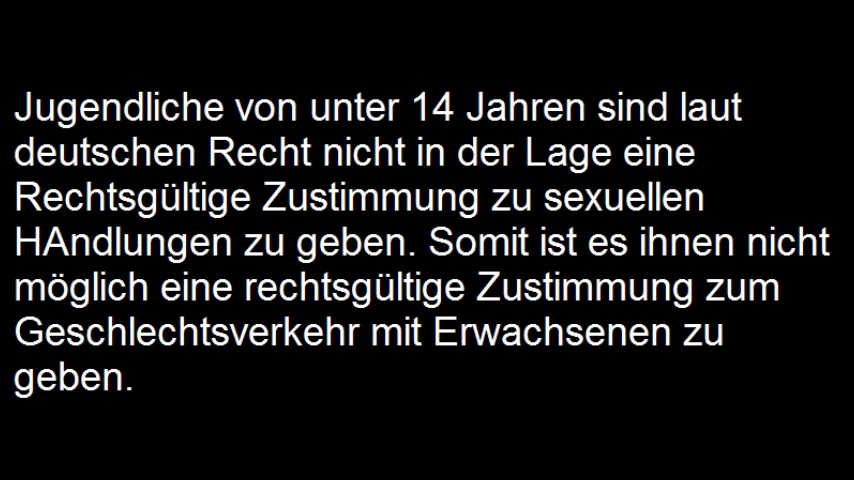 Jugendliche von unter 14 Jahren sind laut
deutschen Recht nicht in der Lage eine
Rechtsgültige Zustimmung zu sexuellen
HAndlungen zu geben. Somit ist es ihnen nicht
möglich eine rechtsgültige Zustimmung zum
Geschlechtsverkehr mit Erwachsenen zu
geben.